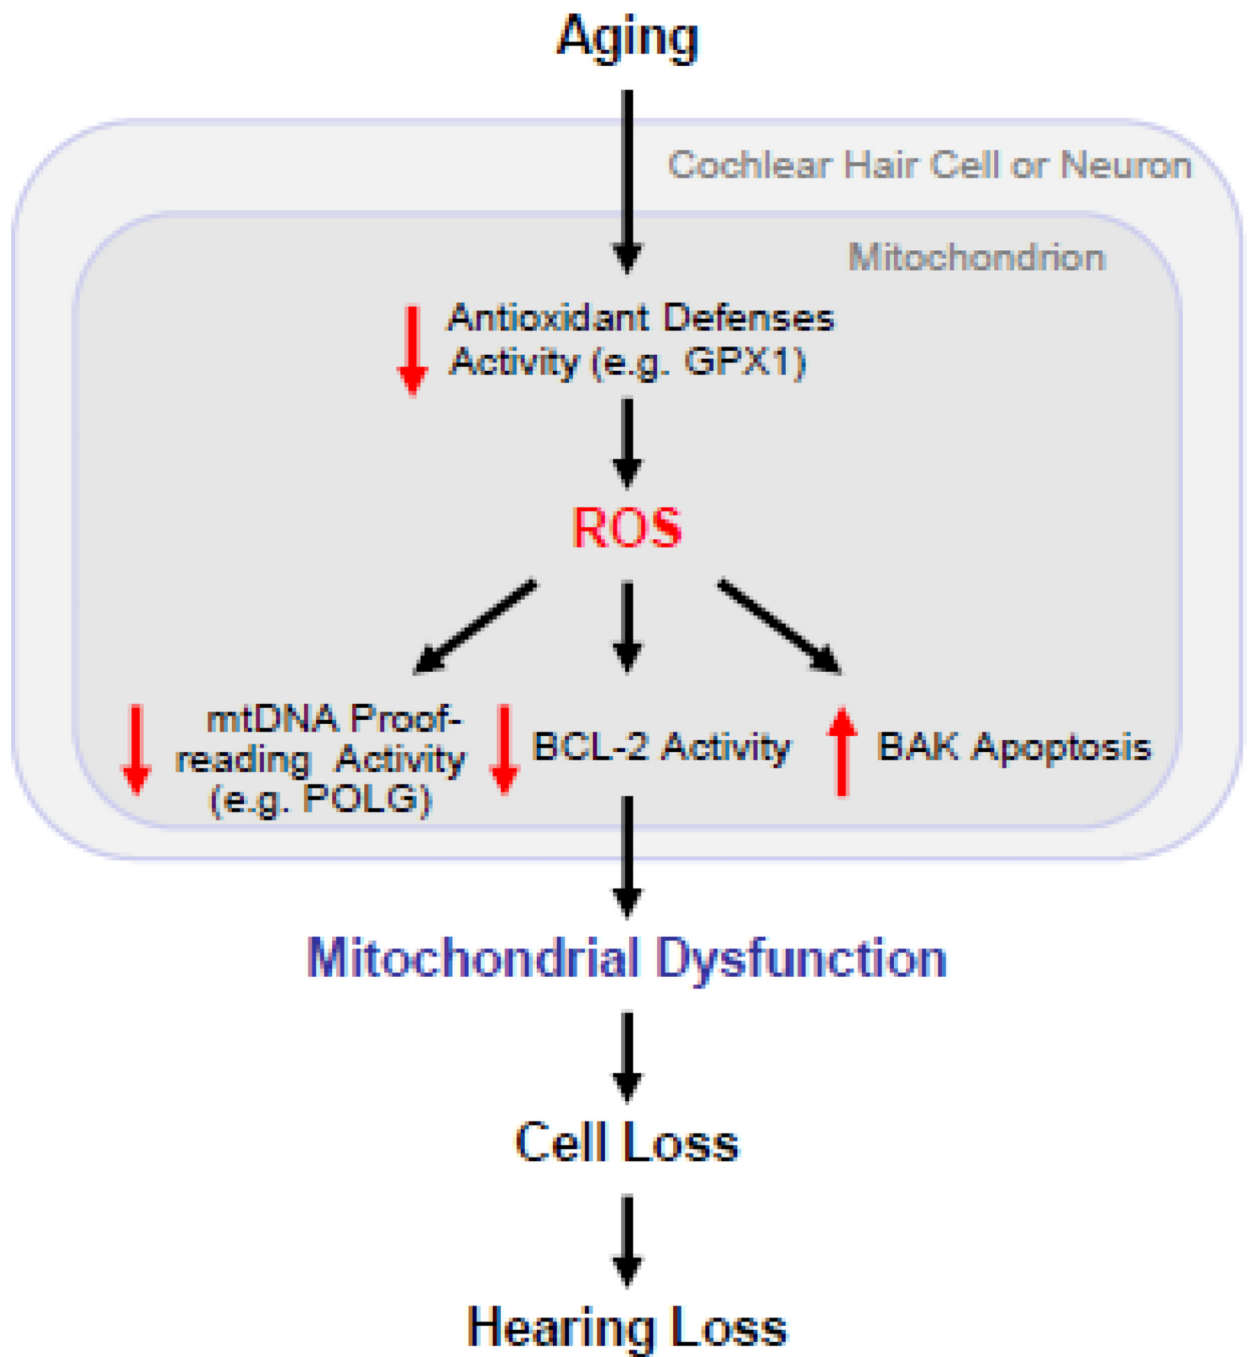 Aging
Cochlear Hair Cell or Neuron
Mitochondrion
Antioxidant Defenses
Activity (e.g. GPX1)
ROS
mtDNA Proof-
reading Activity
(e.g. POLG)
BCL-2 Activity
BAK Apoptosis
Mitochondrial Dysfunction
Cell Loss
Hearing Loss